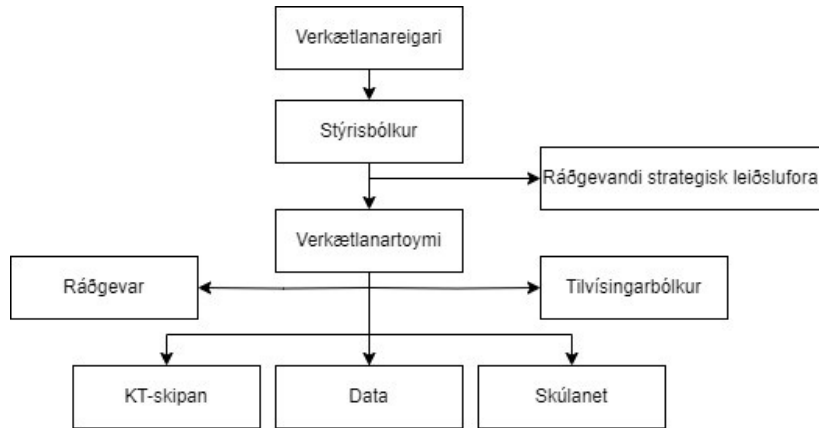 Verkætlanareigari
Stýrisbólkur
Ráðgevandi strategisk leiðslufora
Verkætlanartoymi
Ráðgevar
Tilvísingarbólkur
KT-skipan
Data
Skúlanet